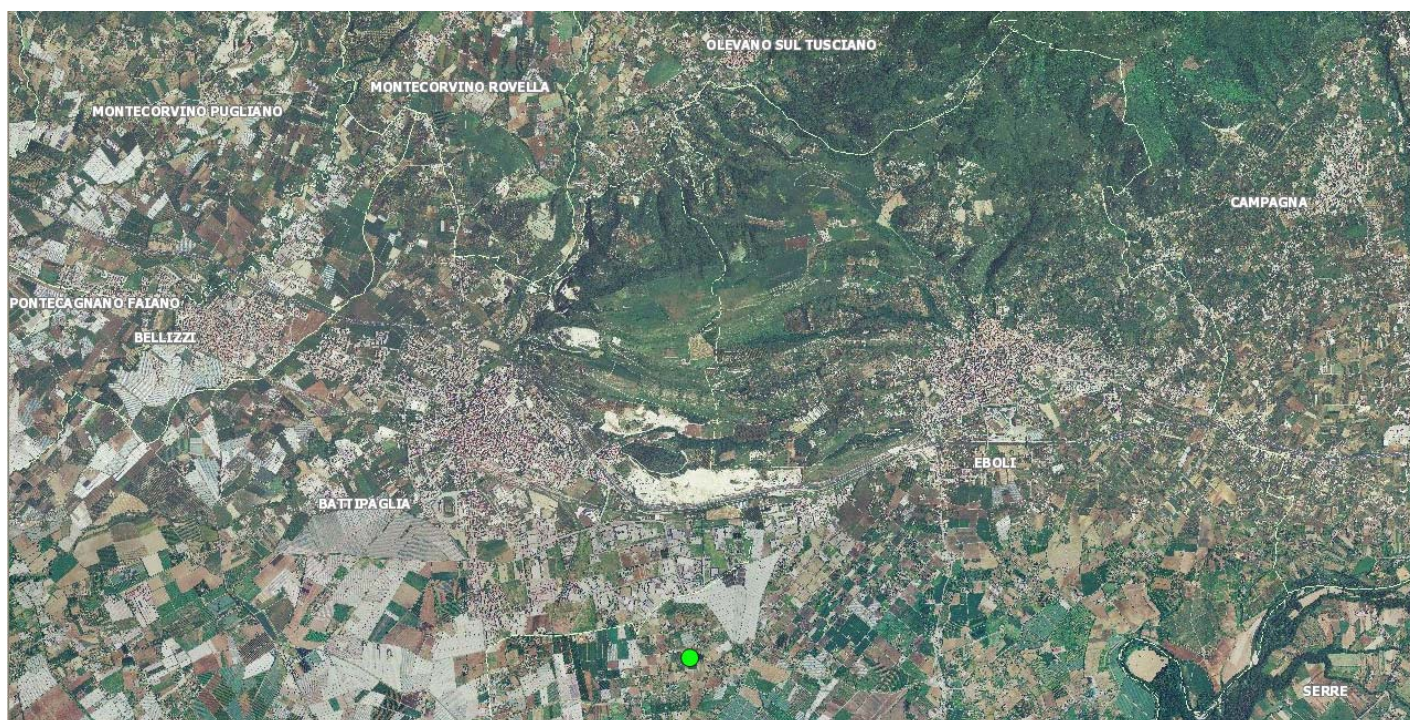 OLEVANO SUL TUSCIANO
MONTECORVINO ROVELLA
MONTECORVINO PUGLIANO
CAMPAGNA
PONTECAGNANO FAIANO
BELLIZZI
EBOLI
BATTIPAGLIA
SERRE